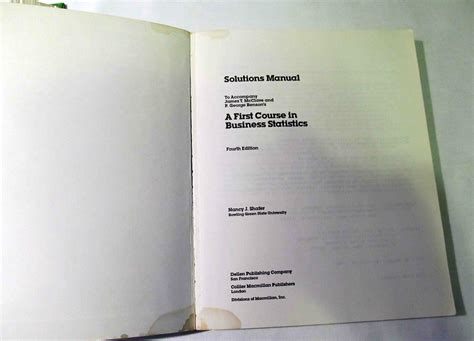 Solutions Manual
To Accompany
James T. McClave and
P. George Benson's
A First Course in
Business Statistics
Fourth Edition
Nancy J. Shafer
Bowling Green State University
Dellen Publishing Company
San Francisco
Collier Macmillan Publishers
London
Divisions of Macmillan, Inc.